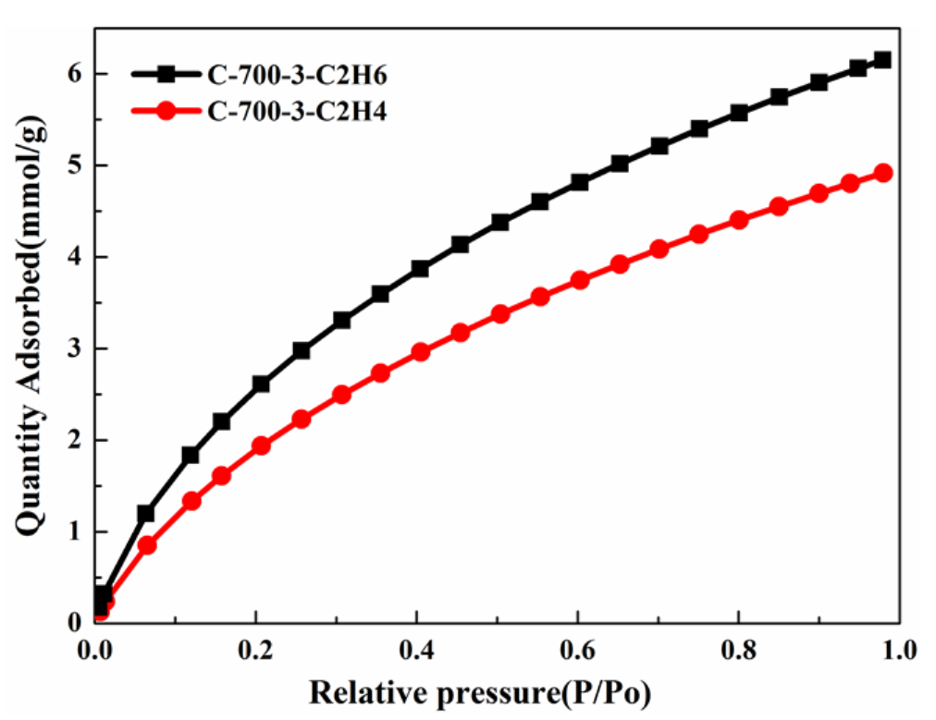 C-700-3-C2H6
C-700-3-C2H4
Quantity Adsorbed(mmol/g)
6
5
4
3
2
1
0
0.0 0.2 0.4 0.6 0.8 1.0
Relative pressure(P/Po)